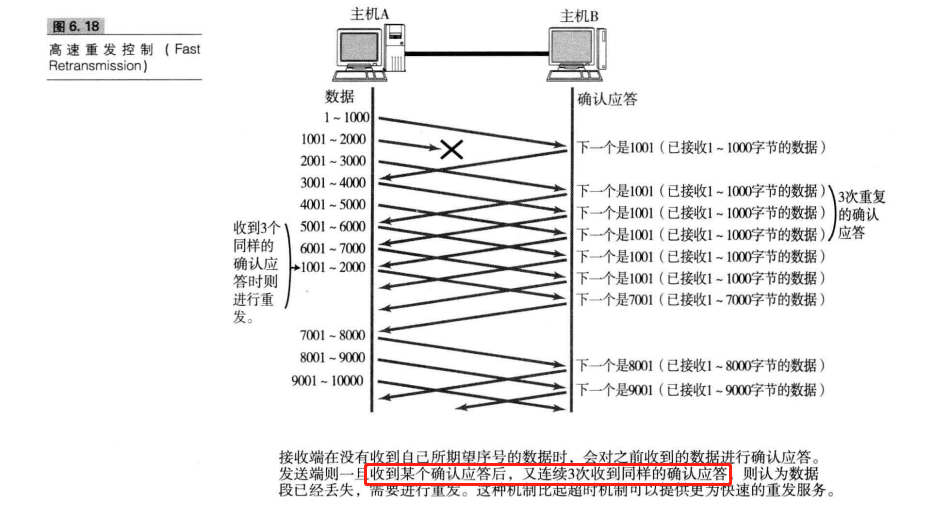 图 6.18
高速重发控制 ( Fast
Retransmission )
主机A
主机B
数据
确认应答
1 ~ 1000
1001 ~ 2000
2001 ~ 3000
3001 ~ 4000
4001 ~ 5000
5001 ~ 6000
6001 ~ 7000
1001 ~ 2000
7001 ~ 8000
8001 ~ 9000
9001 ~ 10000
收到3个
同样的
确认应
答时则
进行重
发。
下一个是1001 ( 已接收1 ~ 1000字节的数据 )
下一个是1001 ( 已接收1 ~ 1000字节的数据 )
下一个是1001 ( 已接收1 ~ 1000字节的数据 )
下一个是1001 ( 已接收1 ~ 1000字节的数据 )
下一个是1001 ( 已接收1 ~ 1000字节的数据 )
下一个是1001 ( 已接收1 ~ 1000字节的数据 )
下一个是7001 ( 已接收1 ~ 7000字节的数据 )
下一个是8001 ( 已接收1 ~ 8000字节的数据 )
下一个是9001 ( 已接收1 ~ 9000字节的数据 )
3次重复
的确认
应答
接收端在没有收到自己所期望序号的数据时，会对之前收到的数据进行确认应答。
发送端则一旦收到某个确认应答后，又连续3次收到同样的确认应答，则认为数据
段已经丢失，需要进行重发。这种机制比起超时机制可以提供更为快速的重发服务。